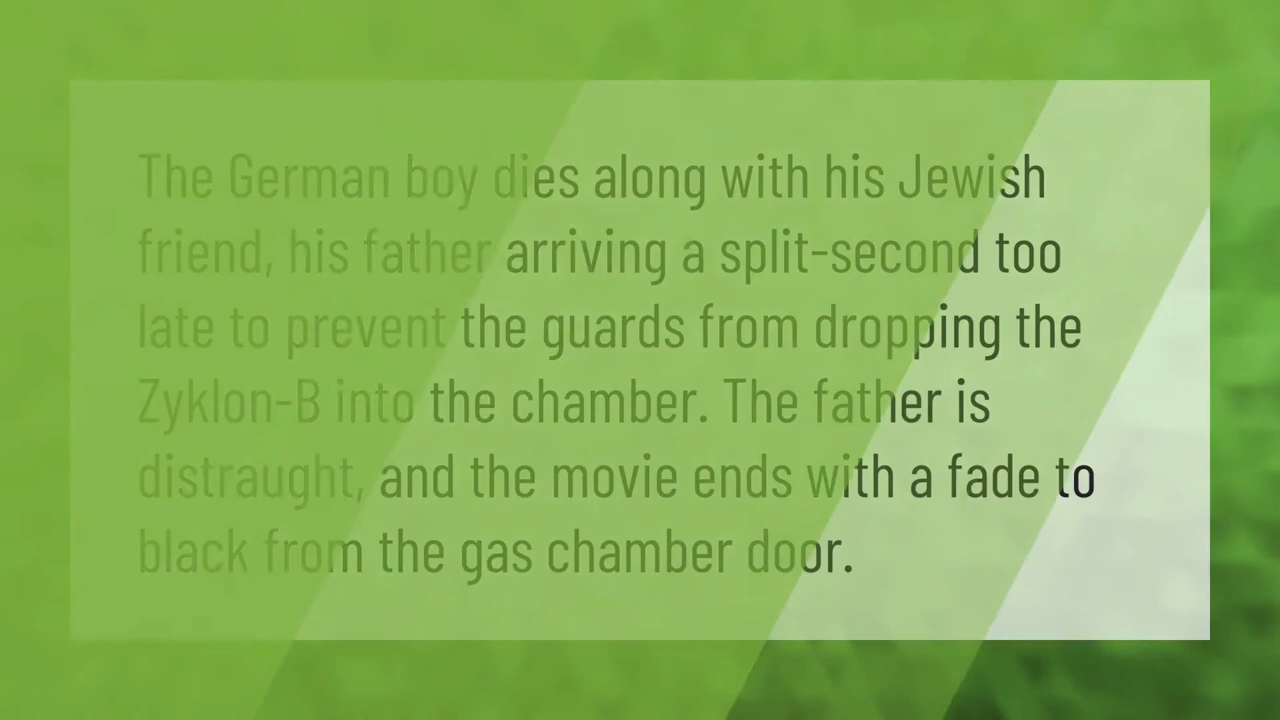 The German boy dies along with his Jewish
friend, his father arriving a split-second too
late to prevent the guards from dropping the
Zyklon-B into the chamber. The father is
distraught, and the movie ends with a fade to
black from the gas chamber door.